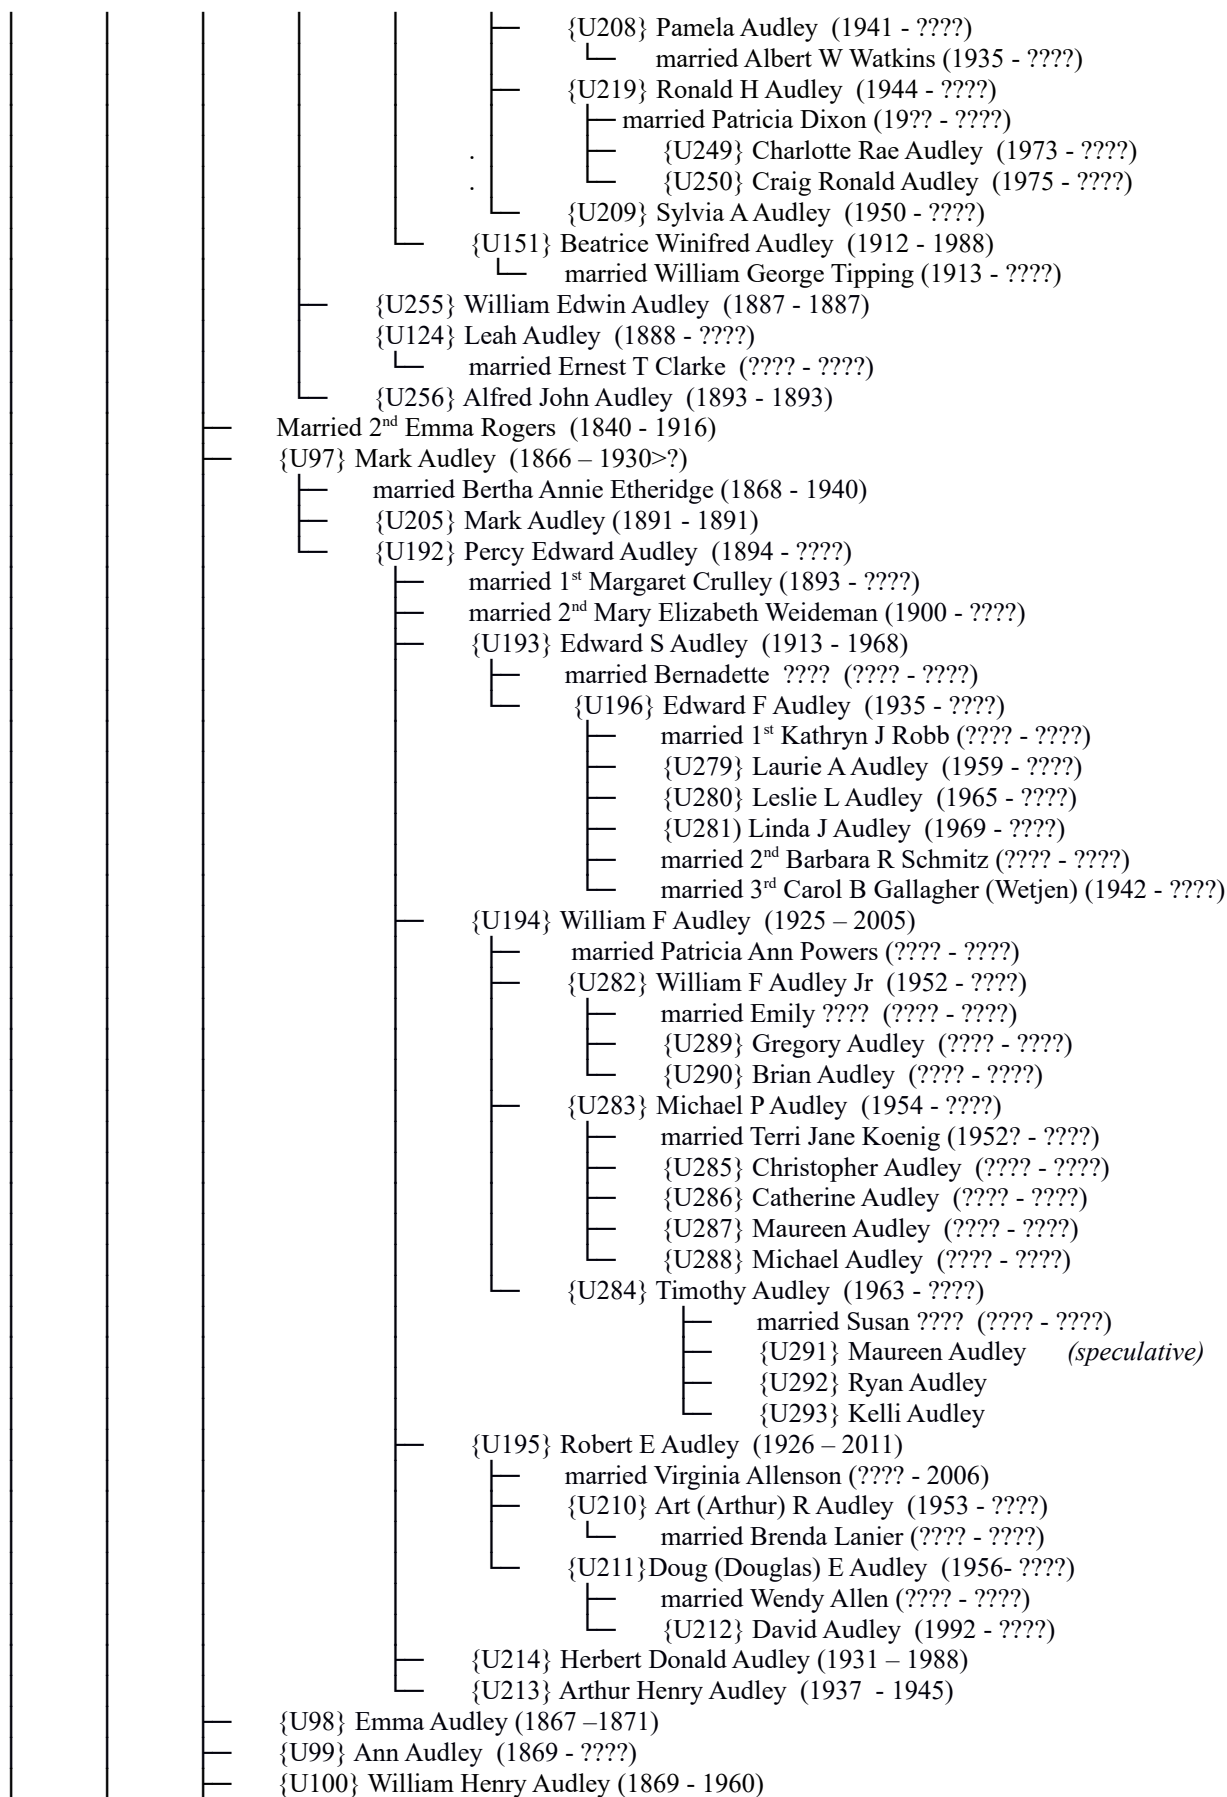 {U208} Pamela Audley (1941 - ????)
married Albert W Watkins (1935 - ????)
{U219} Ronald H Audley (1944 - ????)
married Patricia Dixon (19?? - ????)
. {U249} Charlotte Rae Audley (1973 - ????)
. {U250} Craig Ronald Audley (1975 - ????)
{U209} Sylvia A Audley (1950 - ????)
{U151} Beatrice Winifred Audley (1912 - 1988)
married William George Tipping (1913 - ????)
{U255} William Edwin Audley (1887 - 1887)
{U124} Leah Audley (1888 - ????)
married Ernest T Clarke (???? - ????)
{U256} Alfred John Audley (1893 - 1893)
Married 2nd Emma Rogers (1840 - 1916)
{U97} Mark Audley (1866 – 1930>?)
married Bertha Annie Etheridge (1868 - 1940)
{U205} Mark Audley (1891 - 1891)
{U192} Percy Edward Audley (1894 - ????)
married 1st Margaret Crulley (1893 - ????)
married 2nd Mary Elizabeth Weideman (1900 - ????)
{U193} Edward S Audley (1913 - 1968)
married Bernadette ???? (???? - ????)
{U196} Edward F Audley (1935 - ????)
married 1st Kathryn J Robb (???? - ????)
{U279} Laurie A Audley (1959 - ????)
{U280} Leslie L Audley (1965 - ????)
{U281) Linda J Audley (1969 - ????)
married 2nd Barbara R Schmitz (???? - ????)
married 3rd Carol B Gallagher (Wetjen) (1942 - ????)
{U194} William F Audley (1925 – 2005)
married Patricia Ann Powers (???? - ????)
{U282} William F Audley Jr (1952 - ????)
married Emily ???? (???? - ????)
{U289} Gregory Audley (???? - ????)
{U290} Brian Audley (???? - ????)
{U283} Michael P Audley (1954 - ????)
married Terri Jane Koenig (1952? - ????)
{U285} Christopher Audley (???? - ????)
{U286} Catherine Audley (???? - ????)
{U287} Maureen Audley (???? - ????)
{U288} Michael Audley (???? - ????)
{U284} Timothy Audley (1963 - ????)
married Susan ???? (???? - ????)
{U291} Maureen Audley (speculative)
{U292} Ryan Audley
{U293} Kelli Audley
{U195} Robert E Audley (1926 – 2011)
married Virginia Allenson (???? - 2006)
{U210} Art (Arthur) R Audley (1953 - ????)
married Brenda Lanier (???? - ????)
{U211}Doug (Douglas) E Audley (1956- ????)
married Wendy Allen (???? - ????)
{U212} David Audley (1992 - ????)
{U214} Herbert Donald Audley (1931 – 1988)
{U213} Arthur Henry Audley (1937 - 1945)
{U98} Emma Audley (1867 –1871)
{U99} Ann Audley (1869 - ????)
{U100} William Henry Audley (1869 - 1960)